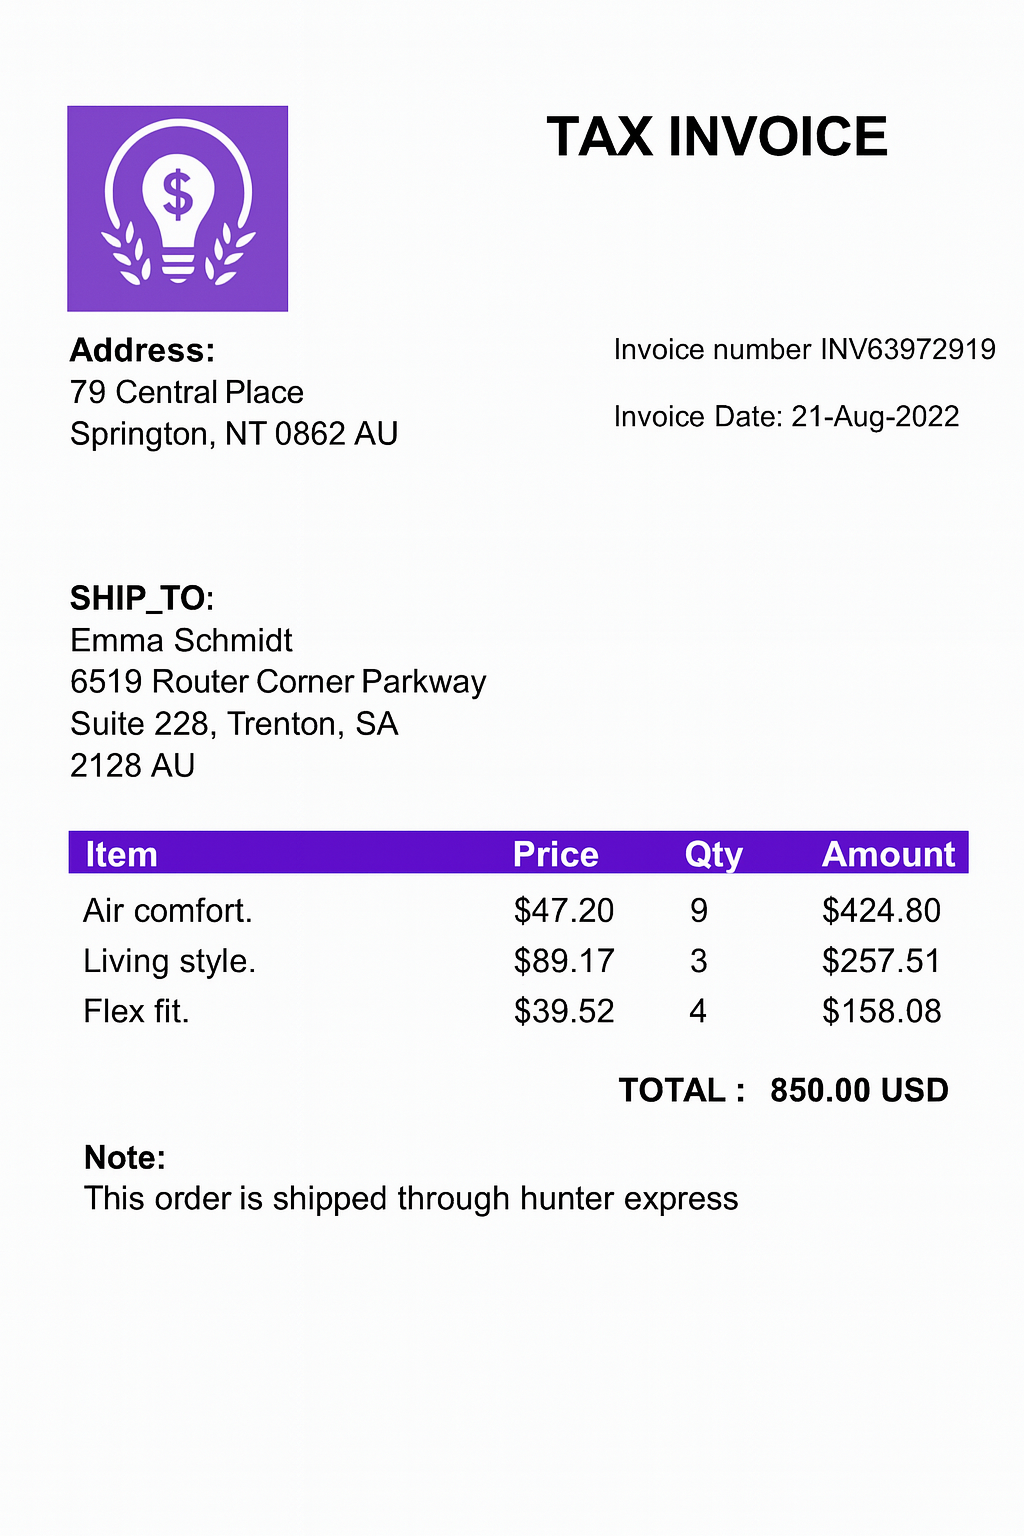 TAX INVOICE
$
Address:
79 Central Place
Springton, NT 0862 AU
Invoice number INV63972919
Invoice Date: 21-Aug-2022
SHIP_TO:
Emma Schmidt
6519 Router Corner Parkway
Suite 228, Trenton, SA
2128 AU
Item Price Qty Amount
Air comfort. $47.20 9 $424.80
Living style. $89.17 3 $257.51
Flex fit. $39.52 4 $158.08
TOTAL : 850.00 USD
Note:
This order is shipped through hunter express